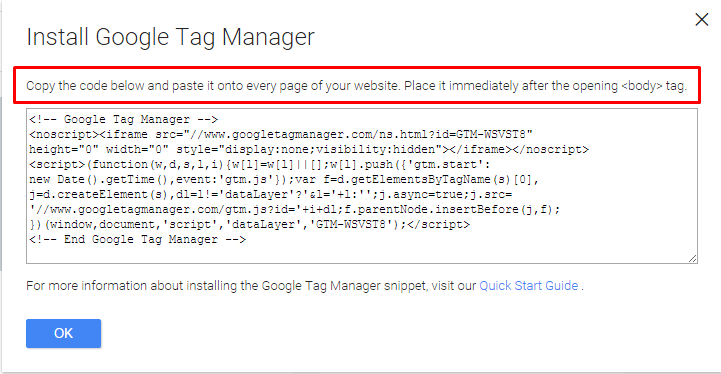 Install Google Tag Manager
Copy the code below and paste it onto every page of your website. Place it immediately after the opening <body> tag.
<!-- Google Tag Manager -->
<noscript><iframe src="//www.googletagmanager.com/ns.html?id=GTM-WSVST8"
height="0" width="0" style="display:none;visibility:hidden"></iframe></noscript>
<script>(function(w,d,s,l,i){w[l]=w[l]||[];w[l].push({'gtm.start':
new Date().getTime(),event:'gtm.js'});var f=d.getElementsByTagName(s)[0],
j=d.createElement(s),dl=l!='dataLayer'?'&l='+l:'';j.async=true;j.src=
'//www.googletagmanager.com/gtm.js?id='+i+dl;f.parentNode.insertBefore(j,f);
})(window,document,'script','dataLayer','GTM-WSVST8');</script>
<!-- End Google Tag Manager -->
For more information about installing the Google Tag Manager snippet, visit our Quick Start Guide .
OK